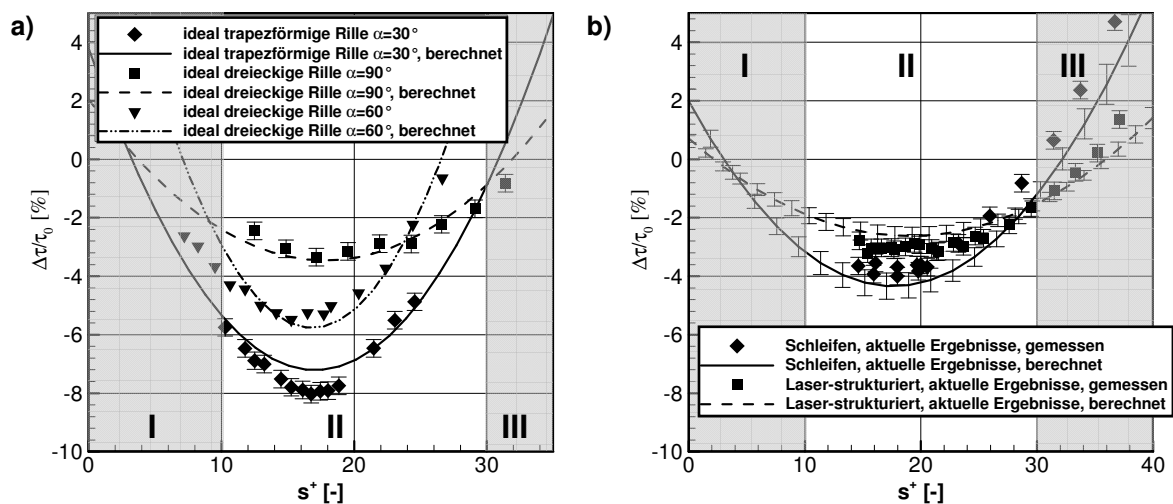 a)
4
2
0
-2
-4
-6
-8
-10
Δτ/τ₀ [%]
ideal trapezförmige Rille α=30°
ideal trapezförmige Rille α=30°, berechnet
ideal dreieckige Rille α=90°
ideal dreieckige Rille α=90°, berechnet
ideal dreieckige Rille α=60°
ideal dreieckige Rille α=60°, berechnet
I
II
III
0 10 20 30
s⁺ [-]
b)
4
2
0
-2
-4
-6
-8
-10
Δτ/τ₀ [%]
I
II
III
Schleifen, aktuelle Ergebnisse, gemessen
Schleifen, aktuelle Ergebnisse, berechnet
Laser-strukturiert, aktuelle Ergebnisse, gemessen
Laser-strukturiert, aktuelle Ergebnisse, berechnet
0 10 20 30 40
s⁺ [-]